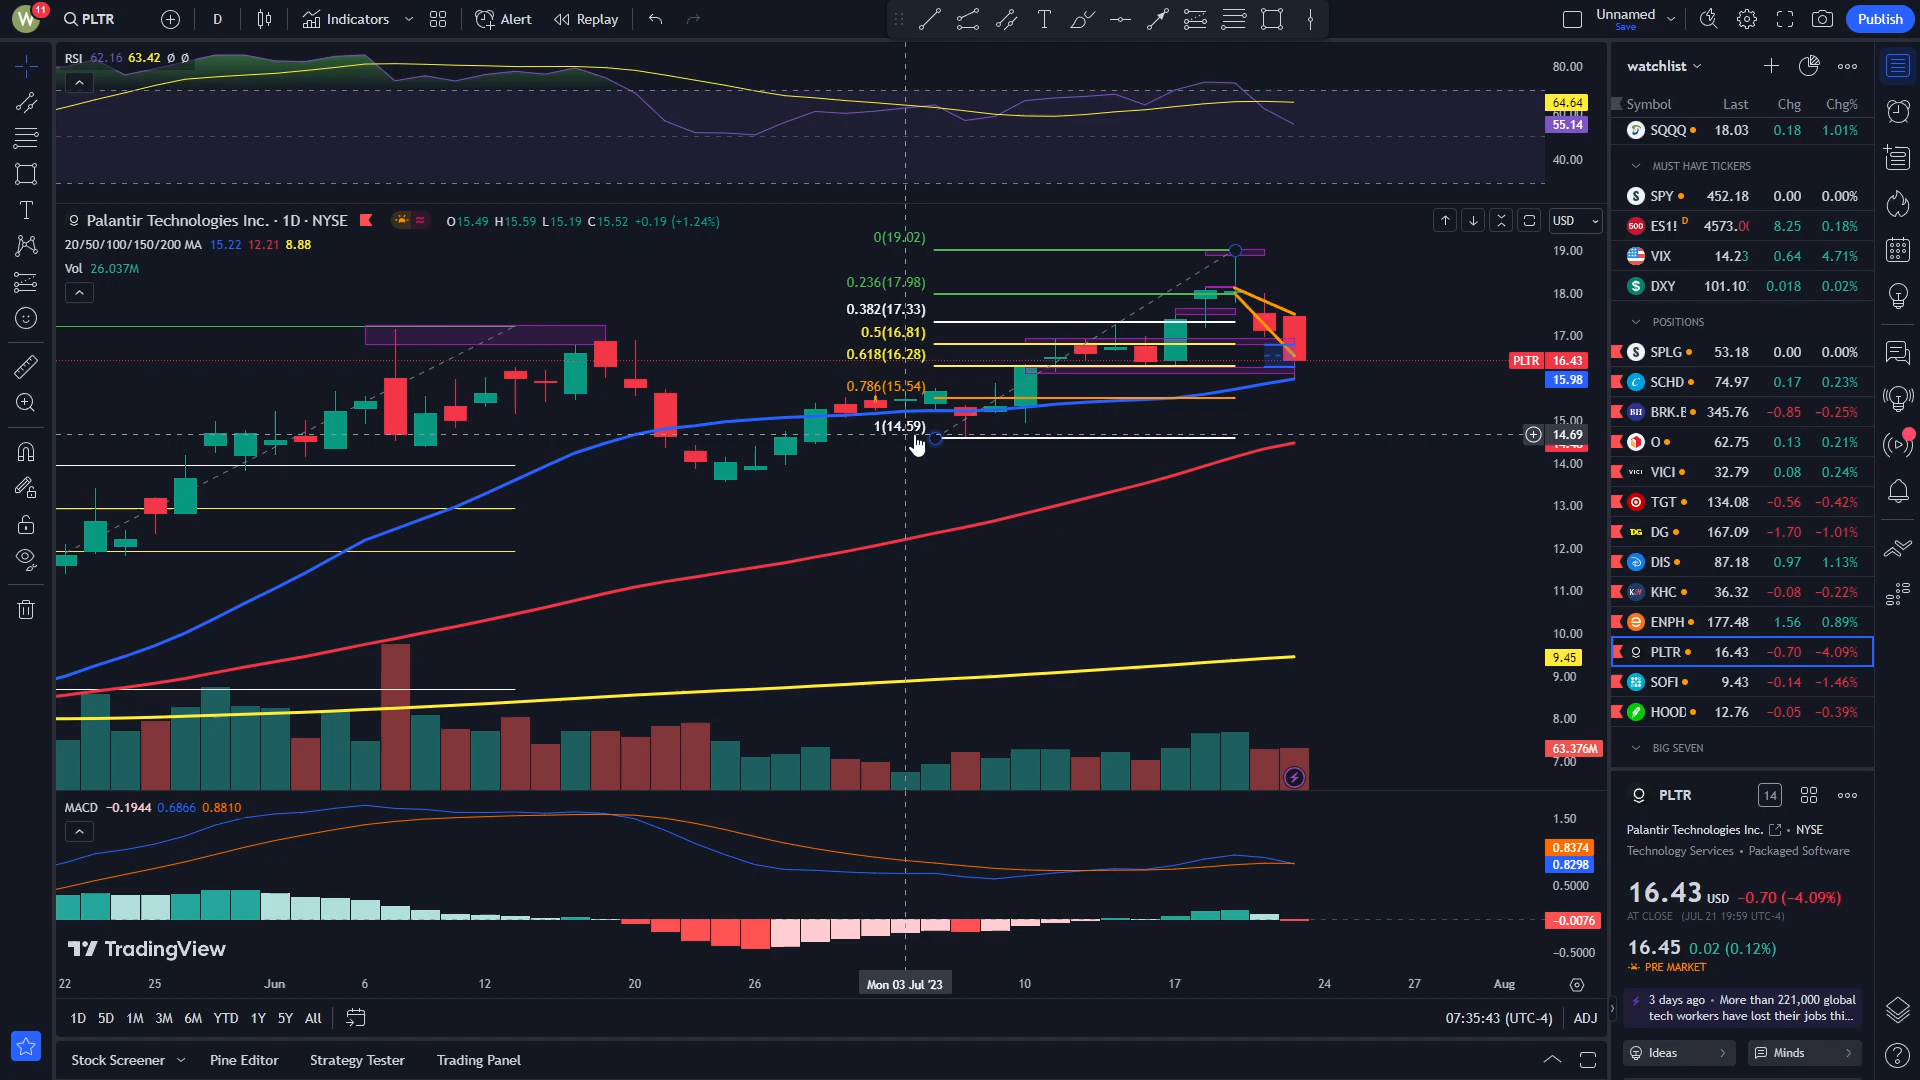 W 11 PLTR D Indicators Alert Replay Unnamed Save Publish
RSI 62.16 63.42 Ø Ø
80.00
64.64
55.14
40.00
Palantir Technologies Inc. · 1D · NYSE O15.49 H15.59 L15.19 C15.52 +0.19 (+1.24%)
USD
20/50/100/150/200 MA 15.22 12.21 8.88
Vol 26.037M
0(19.02)
0.236(17.98)
0.382(17.33)
0.5(16.81)
0.618(16.28)
0.786(15.54)
1(14.59)
19.00
18.00
17.00
PLTR 16.43
15.98
15.00
14.69
14.00
13.00
12.00
11.00
10.00
9.45
9.00
8.00
63.376M
7.00
MACD −0.1944 0.6866 0.8810
1.50
0.8374
0.8298
0.5000
−0.0076
−0.5000
TradingView
22 25 Jun 6 12 20 26 Mon 03 Jul '23 10 17 24 27 Aug
1D 5D 1M 3M 6M YTD 1Y 5Y All 07:35:43 (UTC-4) ADJ
Stock Screener Pine Editor Strategy Tester Trading Panel
watchlist
Symbol Last Chg Chg%
SQQQ 18.03 0.18 1.01%
MUST HAVE TICKERS
SPY 452.18 0.00 0.00%
500 ES1! D 4573.00 8.25 0.18%
VIX 14.23 0.64 4.71%
DXY 101.10 0.018 0.02%
POSITIONS
SPLG 53.18 0.00 0.00%
SCHD 74.97 0.17 0.23%
BH BRK.B 345.76 −0.85 −0.25%
O 62.75 0.13 0.21%
VICI VICI 32.79 0.08 0.24%
TGT 134.08 −0.56 −0.42%
DG DG 167.09 −1.70 −1.01%
DIS 87.18 0.97 1.13%
KHC 36.32 −0.08 −0.22%
ENPH 177.48 1.56 0.89%
PLTR 16.43 −0.70 −4.09%
SOFI 9.43 −0.14 −1.46%
HOOD 12.76 −0.05 −0.39%
BIG SEVEN
PLTR 14
Palantir Technologies Inc. • NYSE
Technology Services • Packaged Software
16.43 USD −0.70 (−4.09%)
AT CLOSE (JUL 21 19:59 UTC-4)
16.45 0.02 (0.12%)
PRE MARKET
3 days ago • More than 221,000 global
tech workers have lost their jobs thi...
Ideas Minds